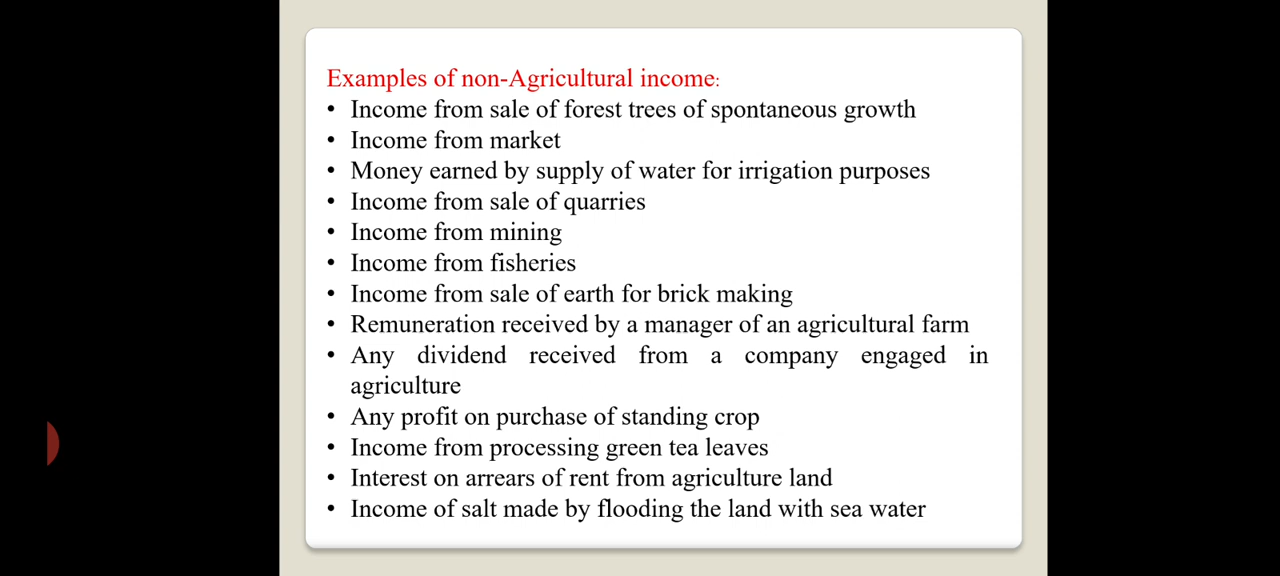 Examples of non-Agricultural income:
• Income from sale of forest trees of spontaneous growth
• Income from market
• Money earned by supply of water for irrigation purposes
• Income from sale of quarries
• Income from mining
• Income from fisheries
• Income from sale of earth for brick making
• Remuneration received by a manager of an agricultural farm
• Any dividend received from a company engaged in
agriculture
• Any profit on purchase of standing crop
• Income from processing green tea leaves
• Interest on arrears of rent from agriculture land
• Income of salt made by flooding the land with sea water